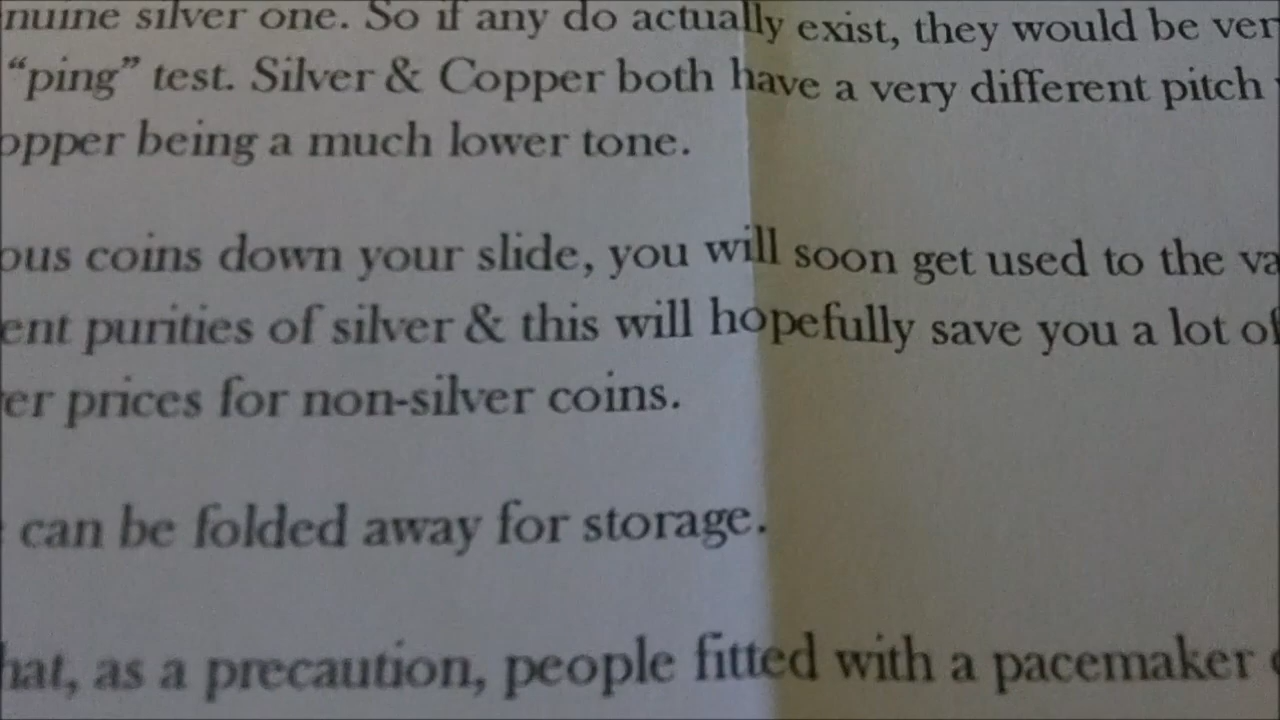 nuine silver one. So if any do actually exist, they would be ver
“ping” test. Silver & Copper both have a very different pitch
opper being a much lower tone.
ous coins down your slide, you will soon get used to the va
ent purities of silver & this will hopefully save you a lot of
er prices for non-silver coins.
can be folded away for storage.
hat, as a precaution, people fitted with a pacemaker